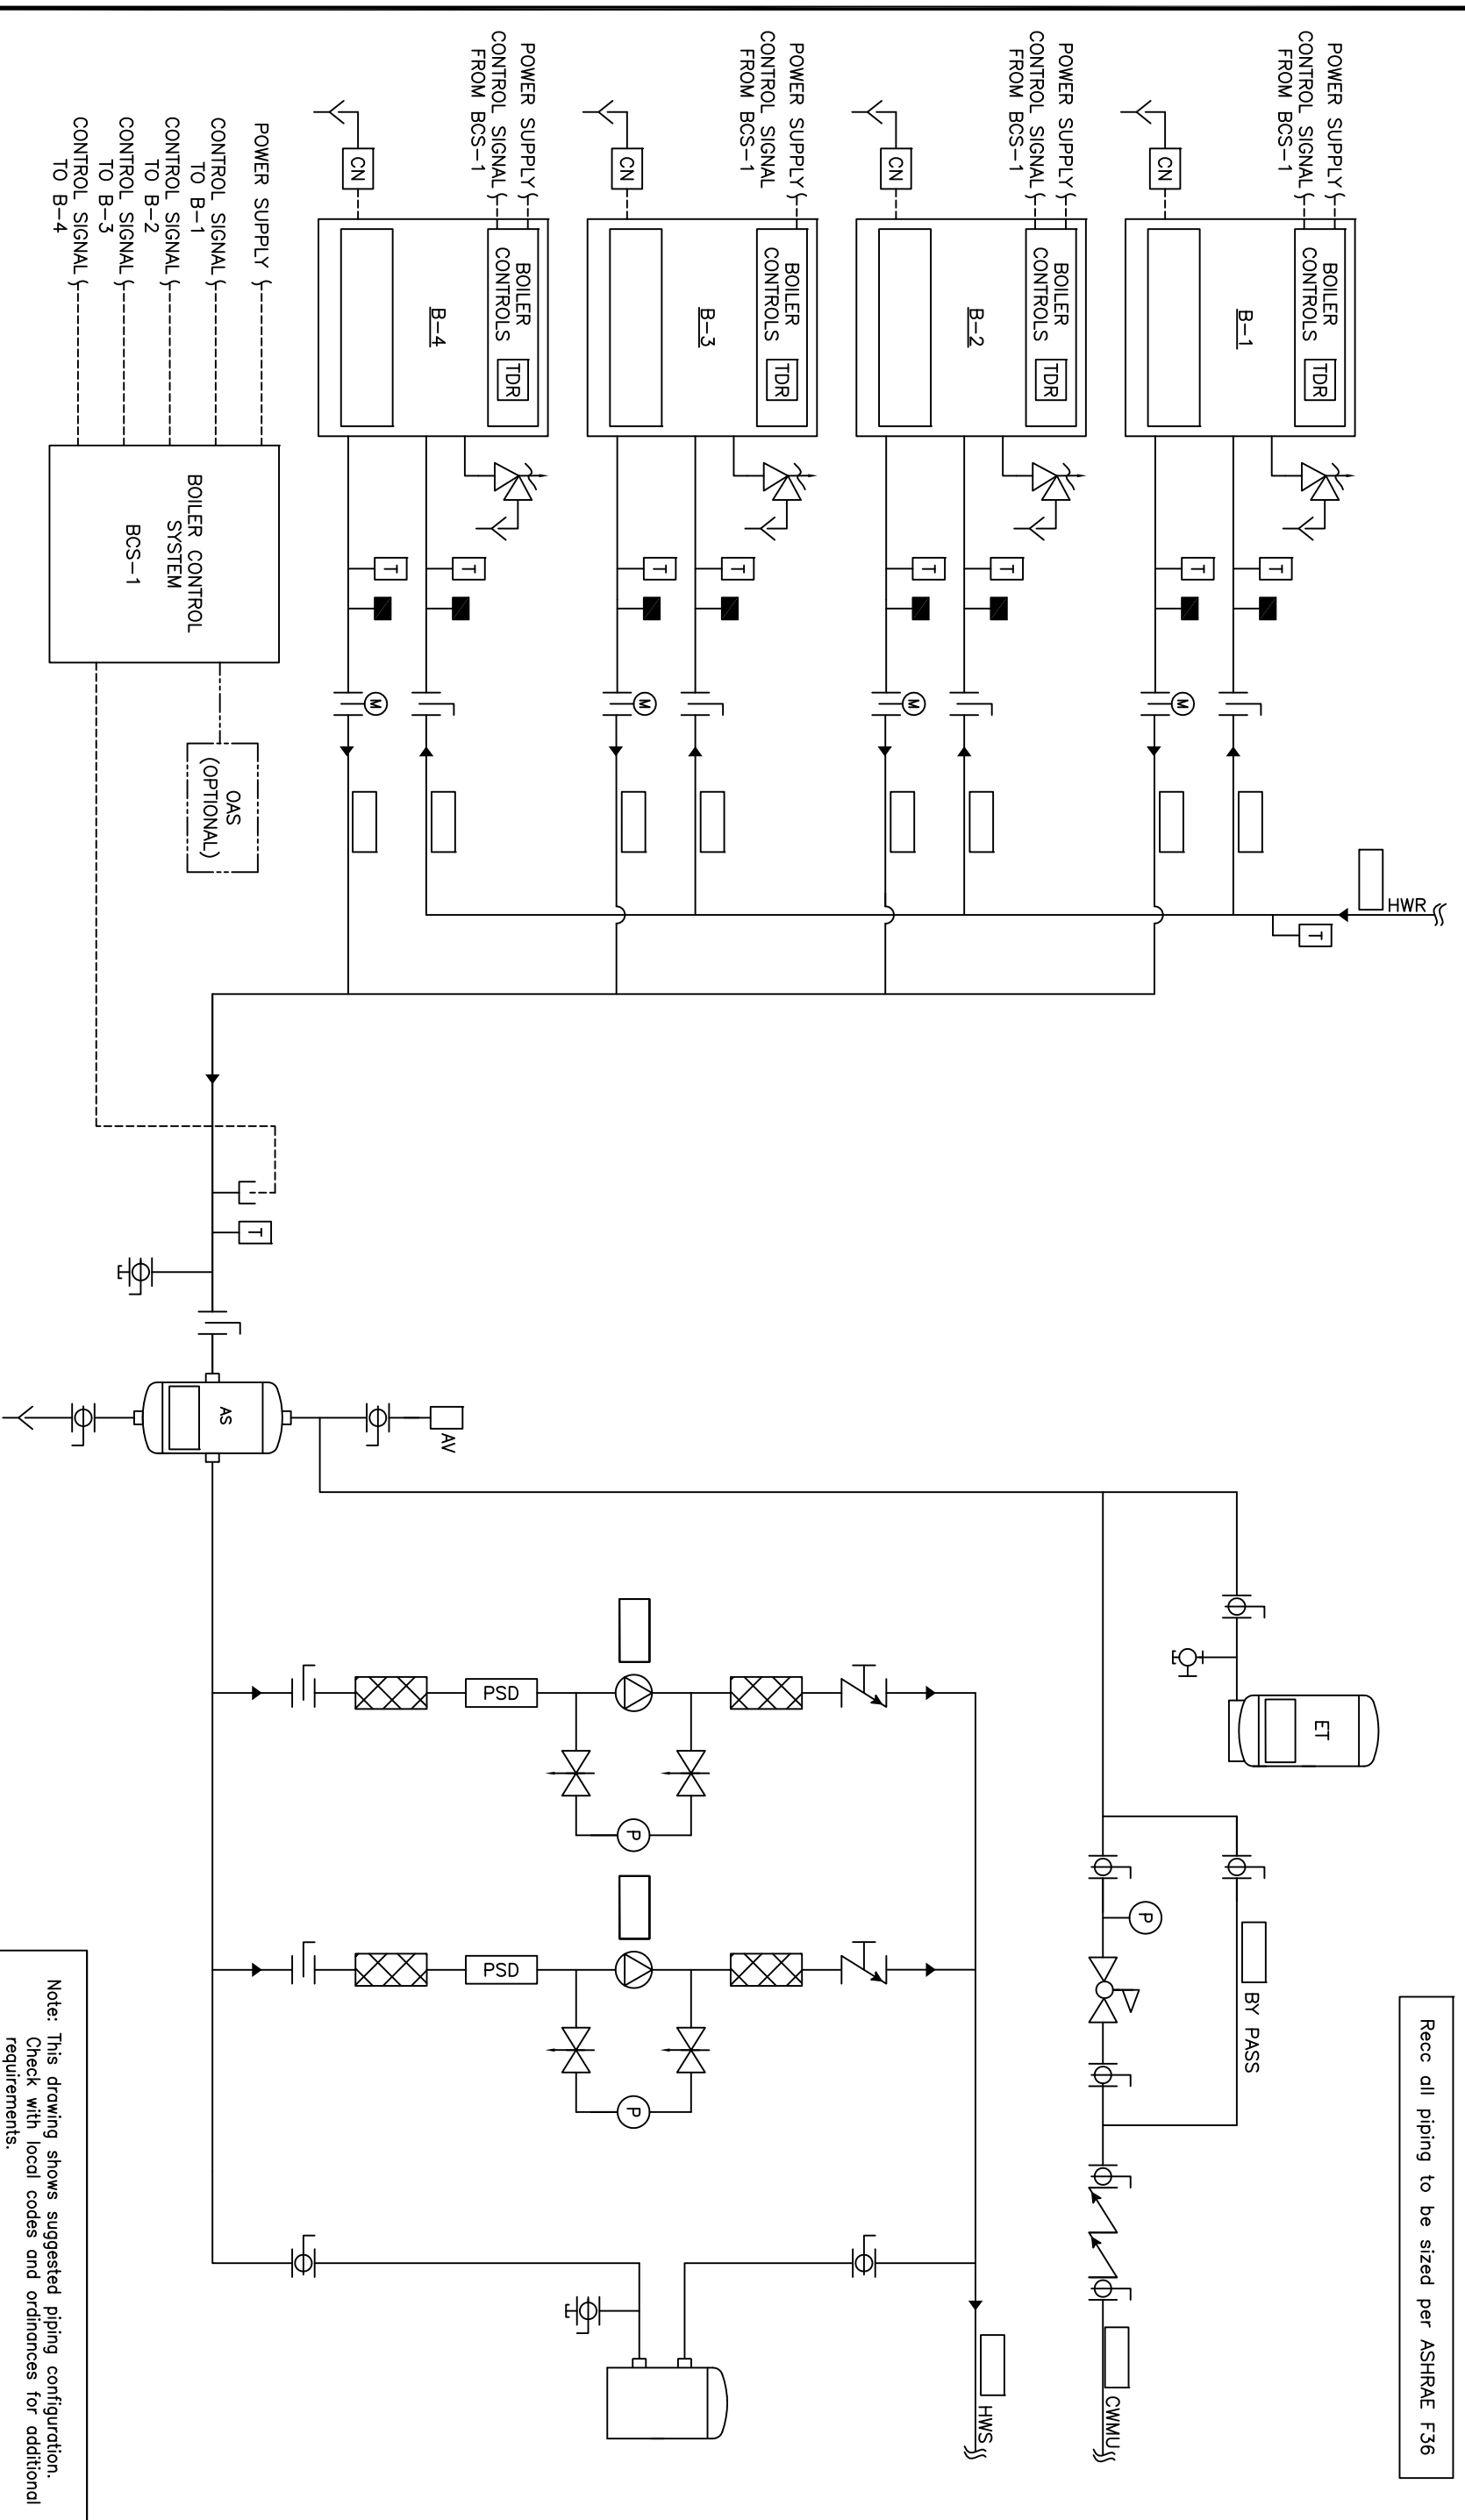 Recc all piping to be sized per ASHRAE F36
HWR
T
POWER SUPPLY
CONTROL SIGNAL
FROM BCS-1
CN
BOILER
CONTROLS
TDR
B-1
T
T
M
POWER SUPPLY
CONTROL SIGNAL
FROM BCS-1
CN
BOILER
CONTROLS
TDR
B-2
T
T
M
POWER SUPPLY
CONTROL SIGNAL
FROM BCS-1
CN
BOILER
CONTROLS
TDR
B-3
T
T
M
POWER SUPPLY
CONTROL SIGNAL
FROM BCS-1
CN
BOILER
CONTROLS
TDR
B-4
T
T
M
POWER SUPPLY
CONTROL SIGNAL
TO B-1
CONTROL SIGNAL
TO B-2
CONTROL SIGNAL
TO B-3
CONTROL SIGNAL
TO B-4
BOILER CONTROL
SYSTEM
BCS-1
OAS
(OPTIONAL)
T
AV
AS
ET
BY PASS
P
CWMU
HWS
PSD
P
PSD
P
Note: This drawing shows suggested piping configuration.
Check with local codes and ordinances for additional
requirements.